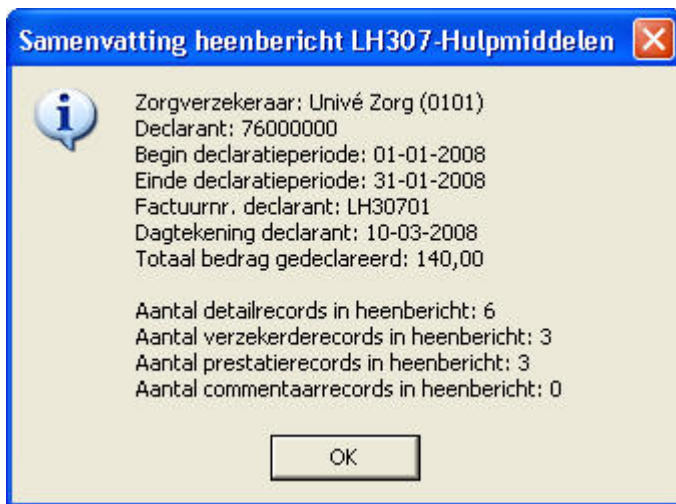 Samenvatting heenbericht LH307-Hulpmiddelen
Zorgverzekeraar: Univé Zorg (0101)
Declarant: 76000000
Begin declaratieperiode: 01-01-2008
Einde declaratieperiode: 31-01-2008
Factuurnr. declarant: LH30701
Dagtekening declarant: 10-03-2008
Totaal bedrag gedeclareerd: 140,00
Aantal detailrecords in heenbericht: 6
Aantal verzekerderecords in heenbericht: 3
Aantal prestatierecords in heenbericht: 3
Aantal commentaarrecords in heenbericht: 0
OK